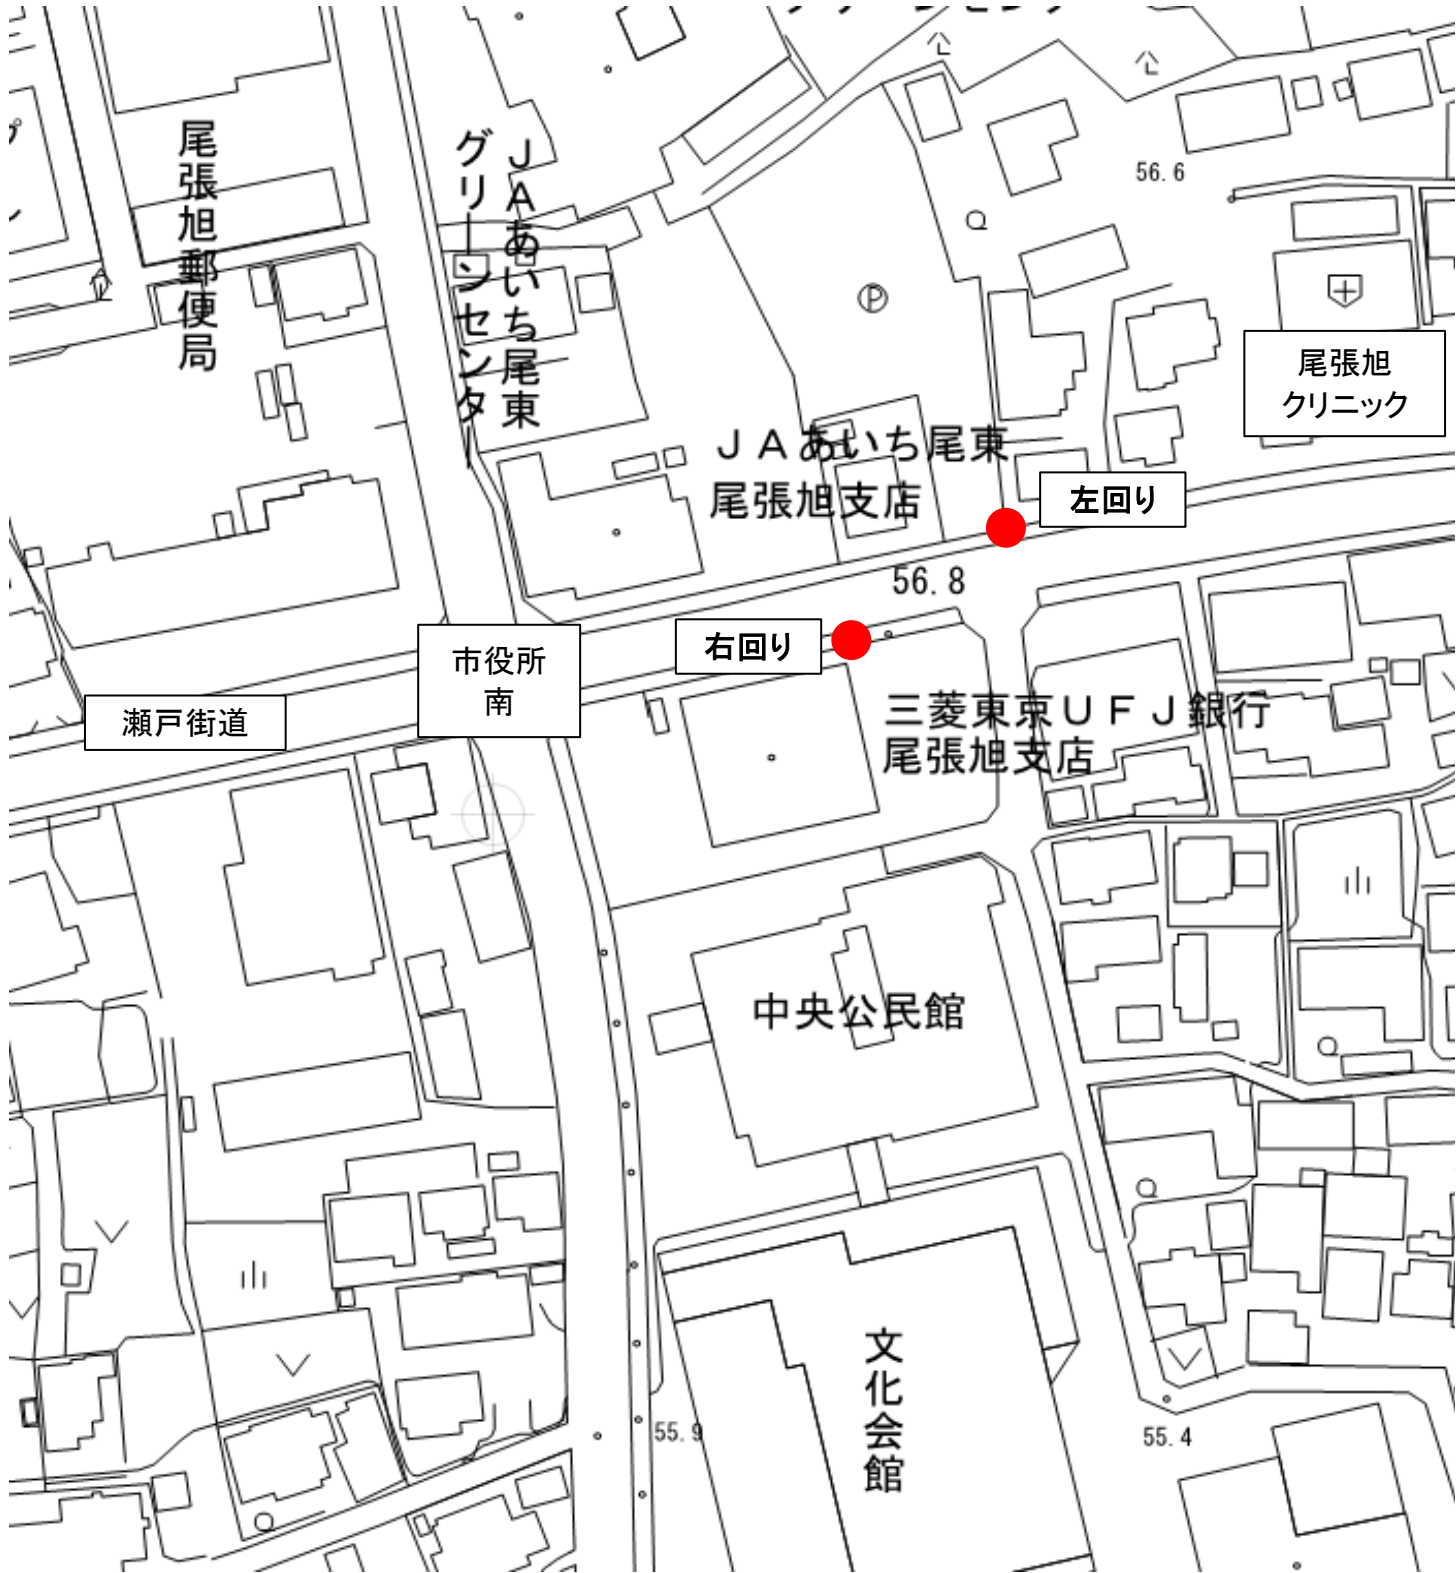 尾張旭郵便局
JAあいち尾東
グリーンセンター
56.6
尾張旭
クリニック
JAあいち尾東
尾張旭支店
左回り
56.8
右回り
市役所
南
瀬戸街道
三菱東京UFJ銀行
尾張旭支店
中央公民館
文化会館
55.9
55.4